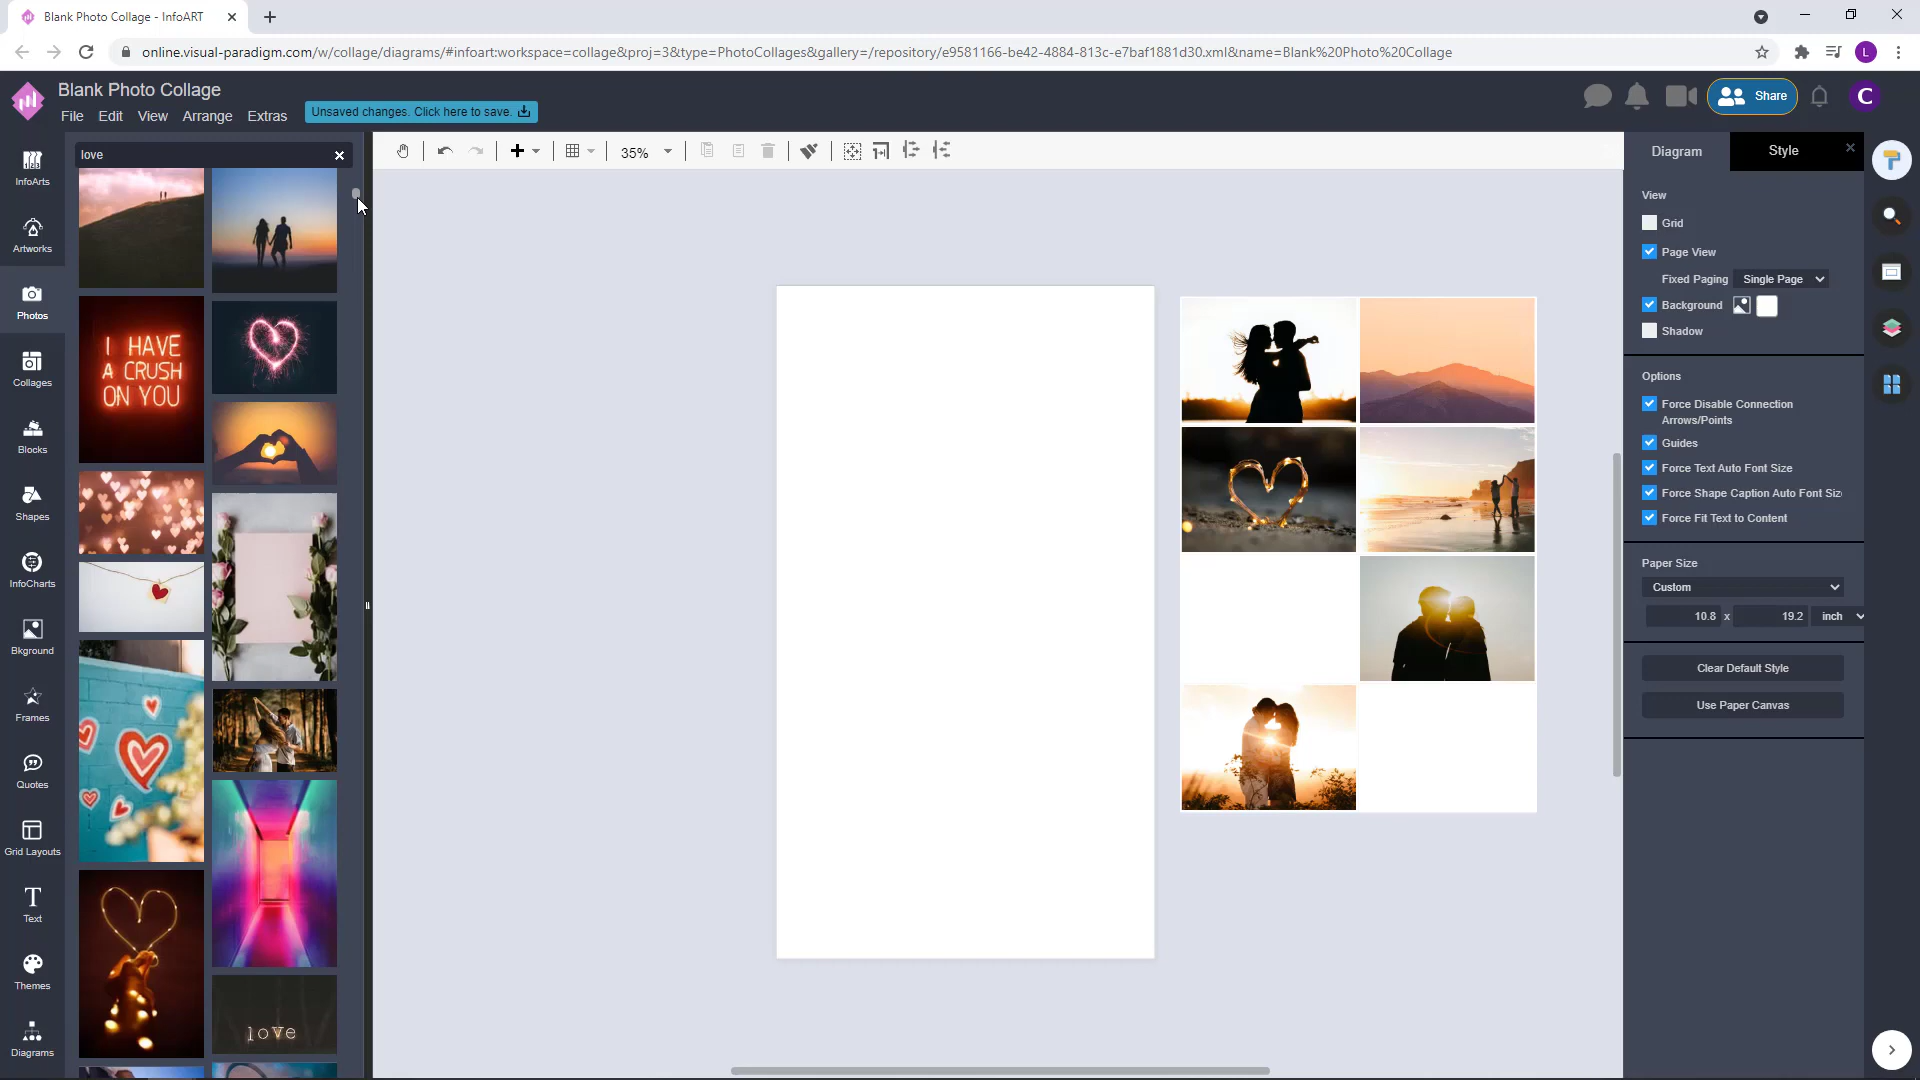 Blank Photo Collage - InfoART
online.visual-paradigm.com/w/collage/diagrams/#infoart:workspace=collage&proj=3&type=PhotoCollages&gallery=/repository/e9581166-be42-4884-813c-e7baf1881d30.xml&name=Blank%20Photo%20Collage
L
Blank Photo Collage
File Edit View Arrange Extras
Unsaved changes. Click here to save.
Share
C
InfoArts
Artworks
Photos
Collages
Blocks
Shapes
InfoCharts
Bkground
Frames
Quotes
Grid Layouts
T
Text
Themes
Diagrams
love
I HAVE
A CRUSH
ON YOU
love
35%
Diagram
Style
View
Grid
Page View
Fixed Paging Single Page
Background
Shadow
Options
Force Disable Connection
Arrows/Points
Guides
Force Text Auto Font Size
Force Shape Caption Auto Font Siz
Force Fit Text to Content
Paper Size
Custom
10.8 x 19.2 inch
Clear Default Style
Use Paper Canvas